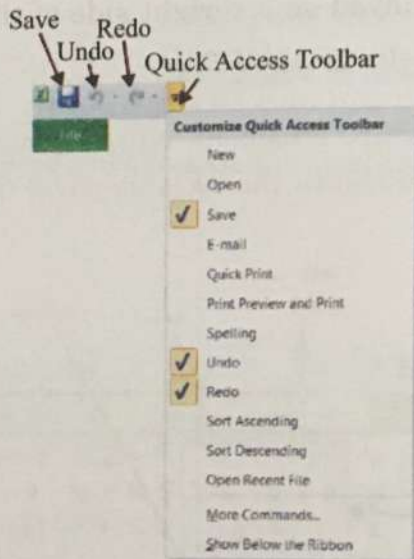 Save
Redo
Undo
Quick Access Toolbar
File
Customize Quick Access Toolbar
New
Open
Save
E-mail
Quick Print
Print Preview and Print
Spelling
Undo
Redo
Sort Ascending
Sort Descending
Open Recent File
More Commands...
Show Below the Ribbon